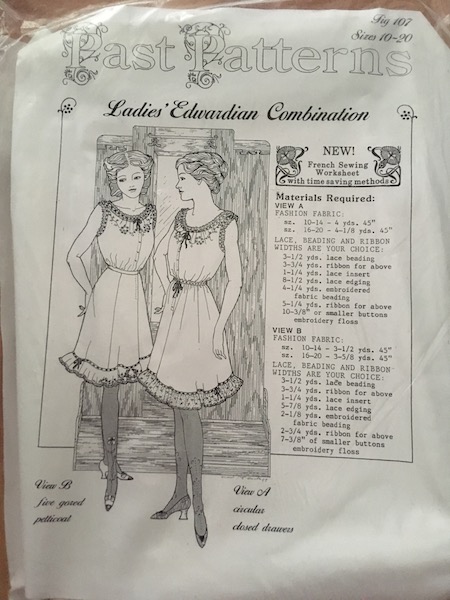 Fig 107
Sizes 10-20
Past Patterns
Ladies' Edwardian Combination
NEW!
French Sewing
Worksheet
with time saving methods
Materials Required:
VIEW A
FASHION FABRIC:
sz. 10-14 - 4 yds. 45"
sz. 16-20 - 4-1/8 yds. 45"
LACE, BEADING AND RIBBON
WIDTHS ARE YOUR CHOICE:
3-1/2 yds. lace beading
3-3/4 yds. ribbon for above
1-1/4 yds. lace insert
8-1/2 yds. lace edging
4-1/4 yds. embroidered
fabric beading
5-1/4 yds. ribbon for above
10-3/8" or smaller buttons
embroidery floss
VIEW B
FASHION FABRIC:
sz. 10-14 - 3-1/2 yds. 45"
sz. 16-20 - 3-5/8 yds. 45"
LACE, BEADING AND RIBBON
WIDTHS ARE YOUR CHOICE:
3-1/2 yds. lace beading
3-3/4 yds. ribbon for above
1-1/4 yds. lace insert
5-7/8 yds. lace edging
2-1/8 yds. embroidered
fabric beading
2-3/4 yds. ribbon for above
7-3/8" of smaller buttons
embroidery floss
View B
five gored
petticoat
View A
circular
closed drawers